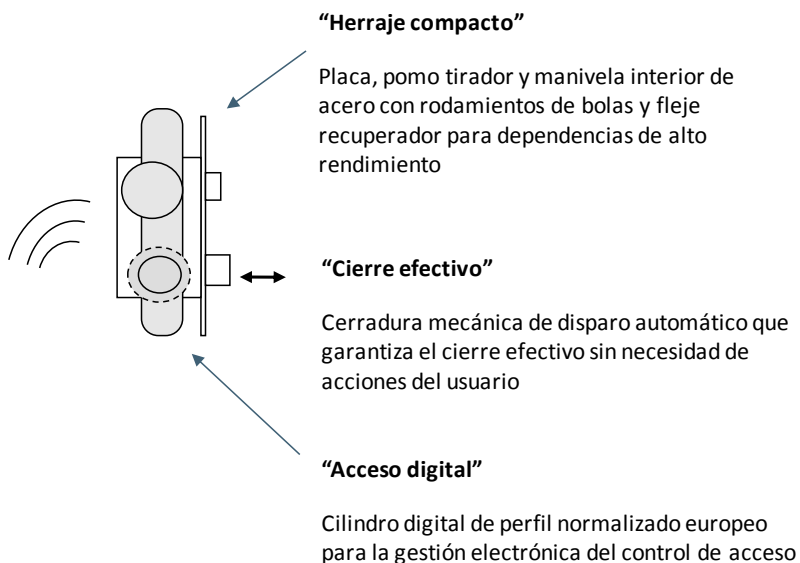 “Herraje compacto”
Placa, pomo tirador y manivela interior de
acero con rodamientos de bolas y fleje
recuperador para dependencias de alto
rendimiento
“Cierre efectivo”
Cerradura mecánica de disparo automático que
garantiza el cierre efectivo sin necesidad de
acciones del usuario
“Acceso digital”
Cilindro digital de perfil normalizado europeo
para la gestión electrónica del control de acceso